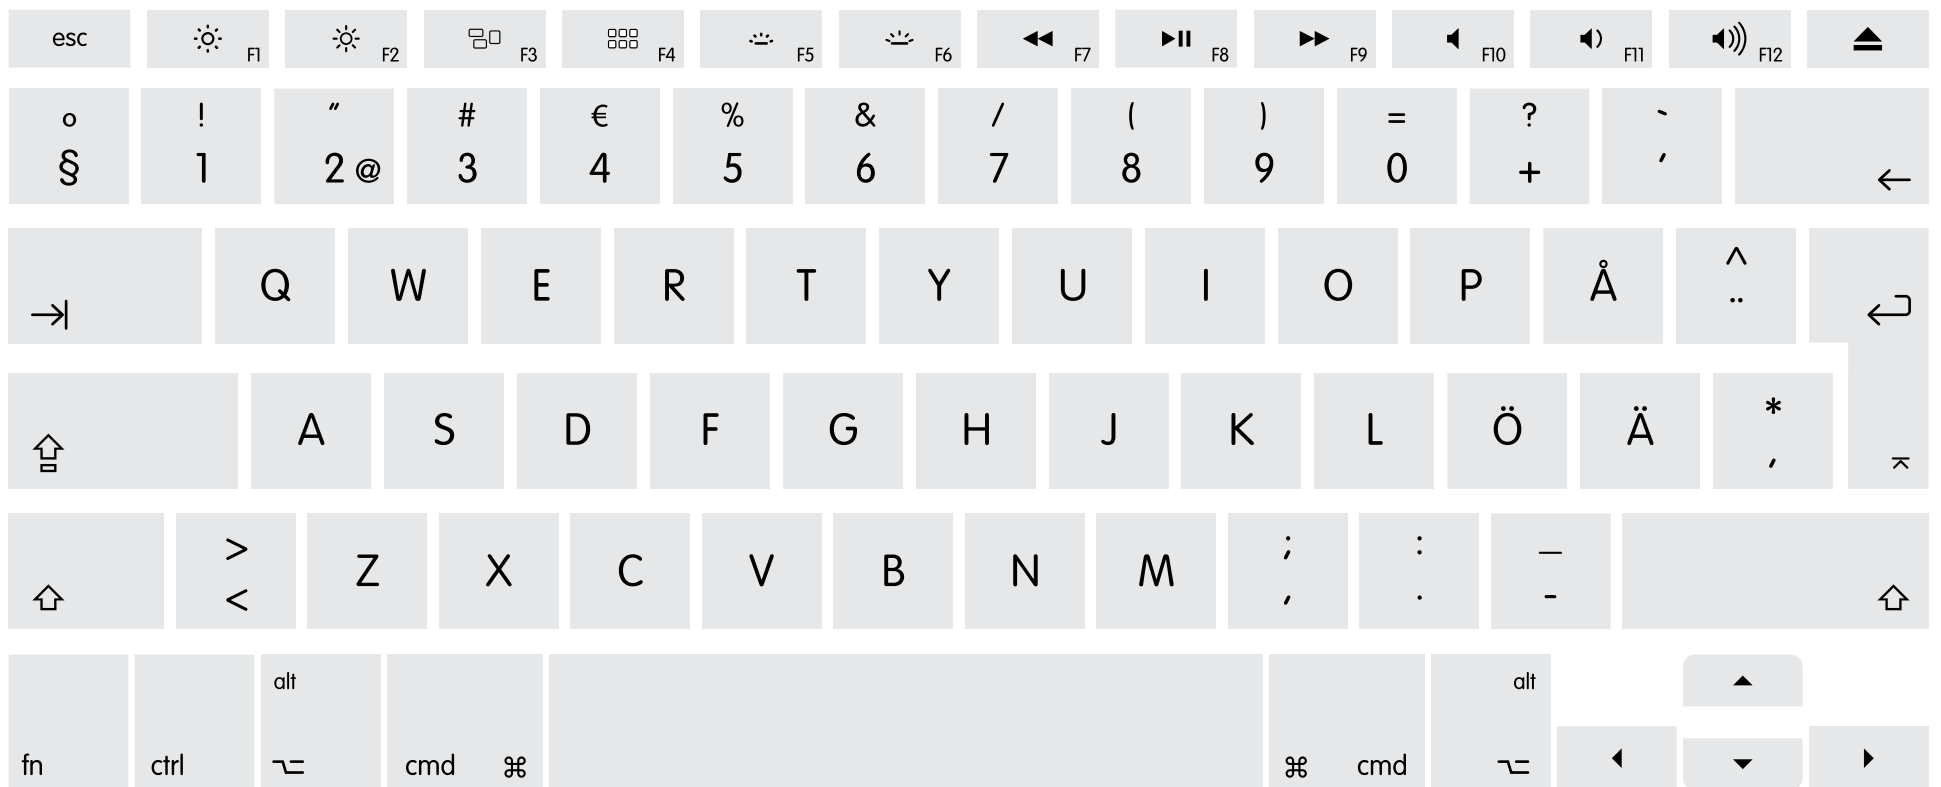 esc F1 F2 F3 F4 F5 F6 F7 F8 F9 F10 F11 F12
° ! ″ # € % & / ( ) = ? `
§ 1 2 @ 3 4 5 6 7 8 9 0 + ´
Q W E R T Y U I O P Å ^
¨
A S D F G H J K L Ö Ä *
'
> Z X C V B N M ; : _
< , . -
alt alt
fn ctrl ⌥ cmd ⌘ ⌘ cmd ⌥